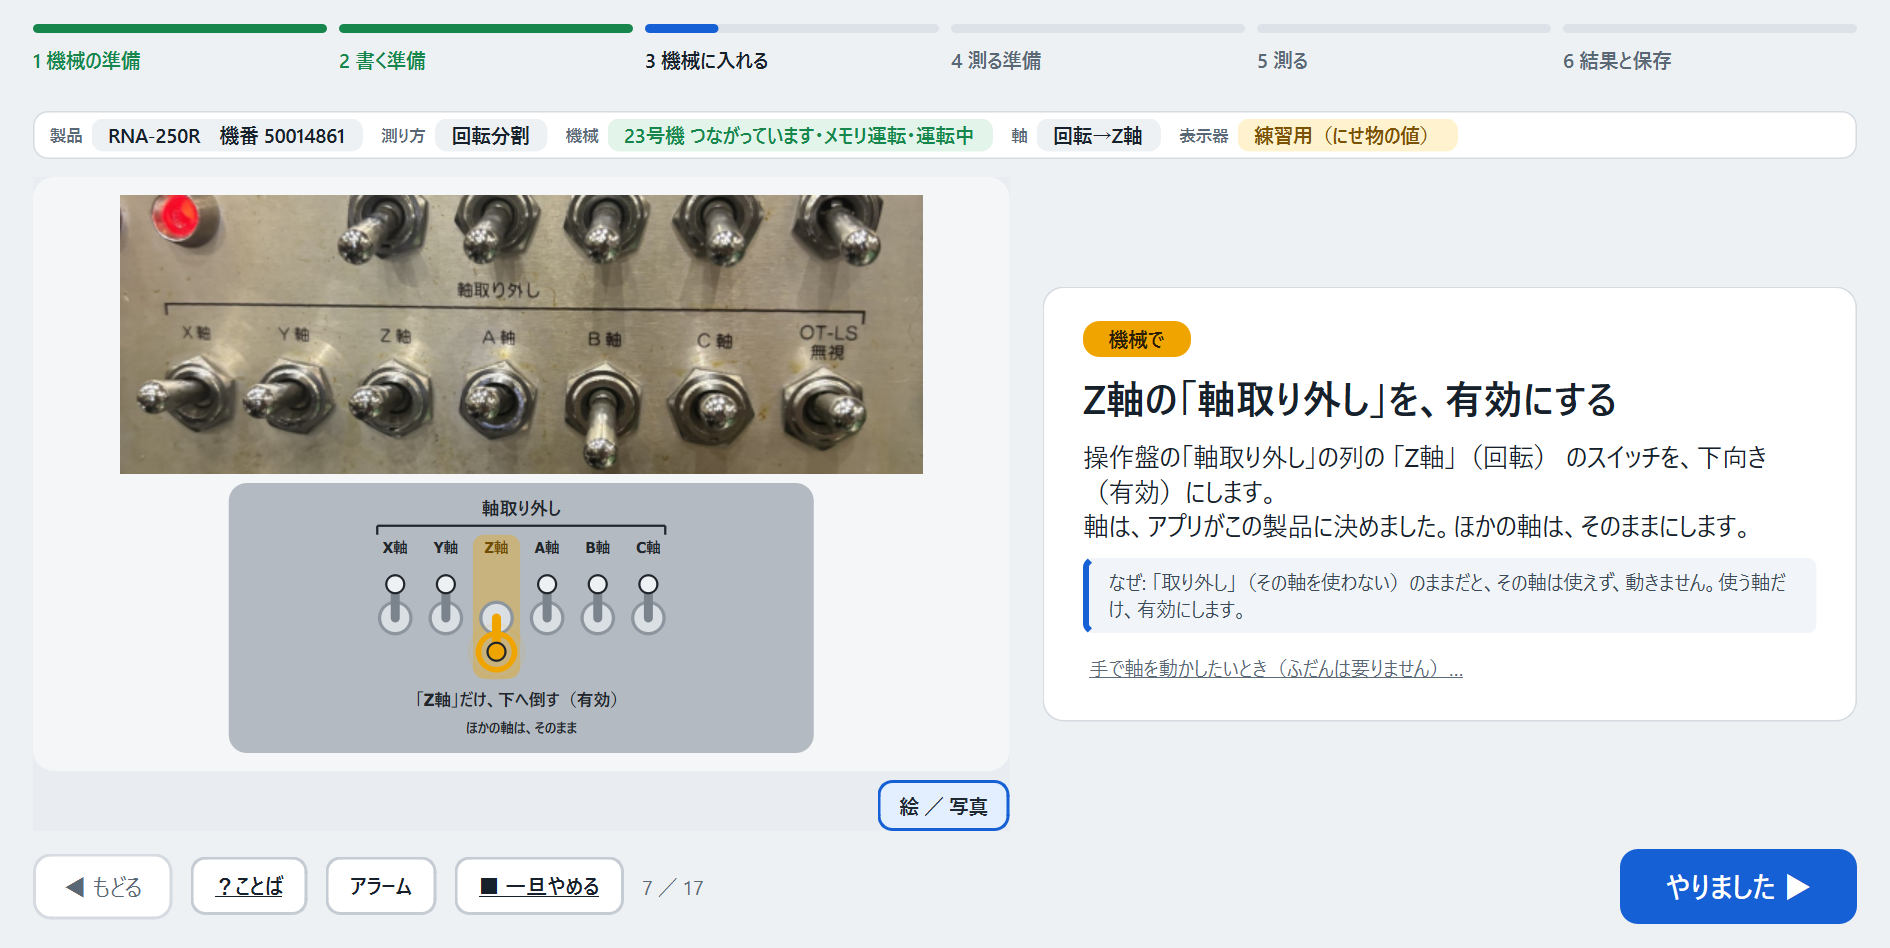 1 機械の準備
2 書く準備
3 機械に入れる
4 測る準備
5 測る
6 結果と保存
製品 RNA-250R 機番 50014861 測り方 回転分割 機械 23号機 つながっています・メモリ運転・運転中 軸 回転→Z軸 表示器 練習用（にせ物の値）
軸取り外し
X軸 Y軸 Z軸 A軸 B軸 C軸 OT-LS
無視
軸取り外し
X軸 Y軸 Z軸 A軸 B軸 C軸
「Z軸」だけ、下へ倒す（有効）
ほかの軸は、そのまま
絵 ／ 写真
機械で
Z軸の「軸取り外し」を、有効にする
操作盤の「軸取り外し」の列の「Z軸」（回転） のスイッチを、下向き
（有効）にします。
軸は、アプリがこの製品に決めました。ほかの軸は、そのままにします。
なぜ: 「取り外し」（その軸を使わない）のままだと、その軸は使えず、動きません。使う軸だ
け、有効にします。
手で軸を動かしたいとき（ふだんは要りません）…
◀ もどる
？ことば
アラーム
■ 一旦やめる
7 ／ 17
やりました ▶